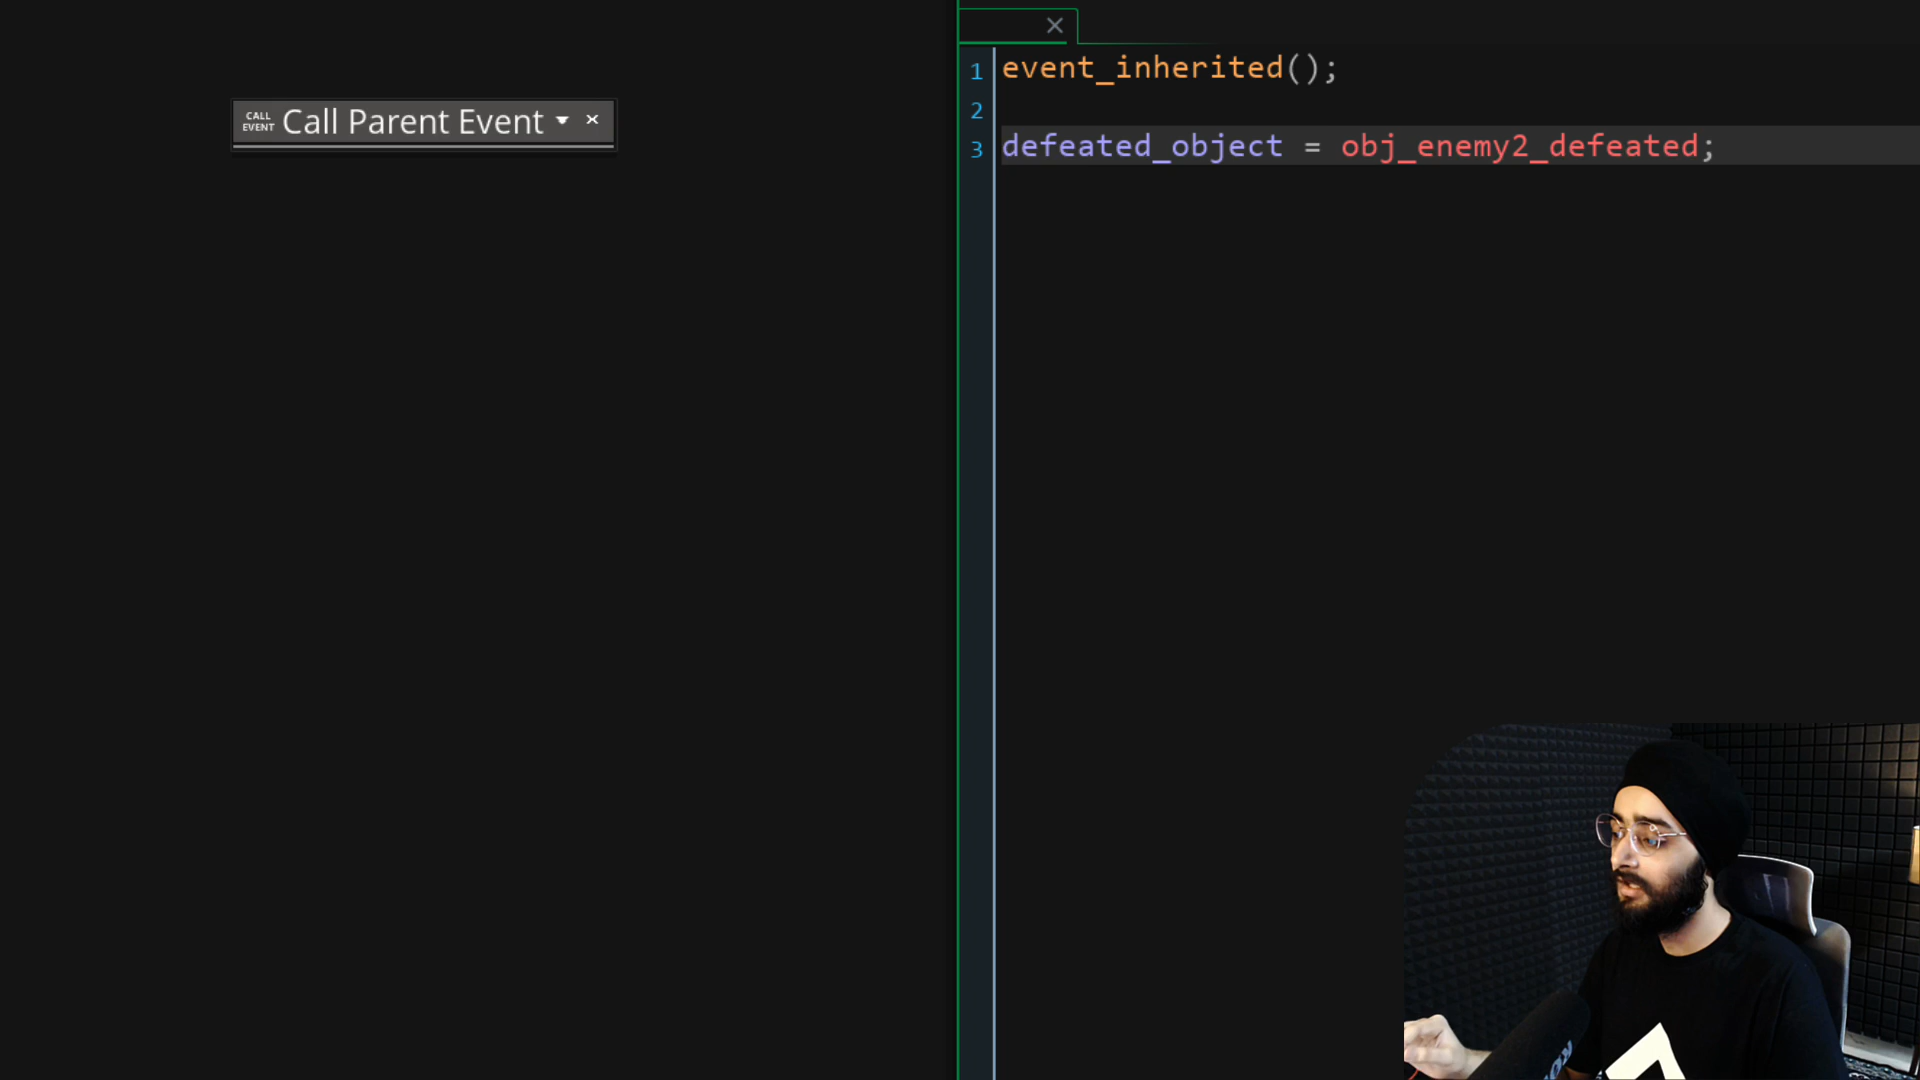 CALL
EVENT
Call Parent Event
1 event_inherited();
2
3 defeated_object = obj_enemy2_defeated;